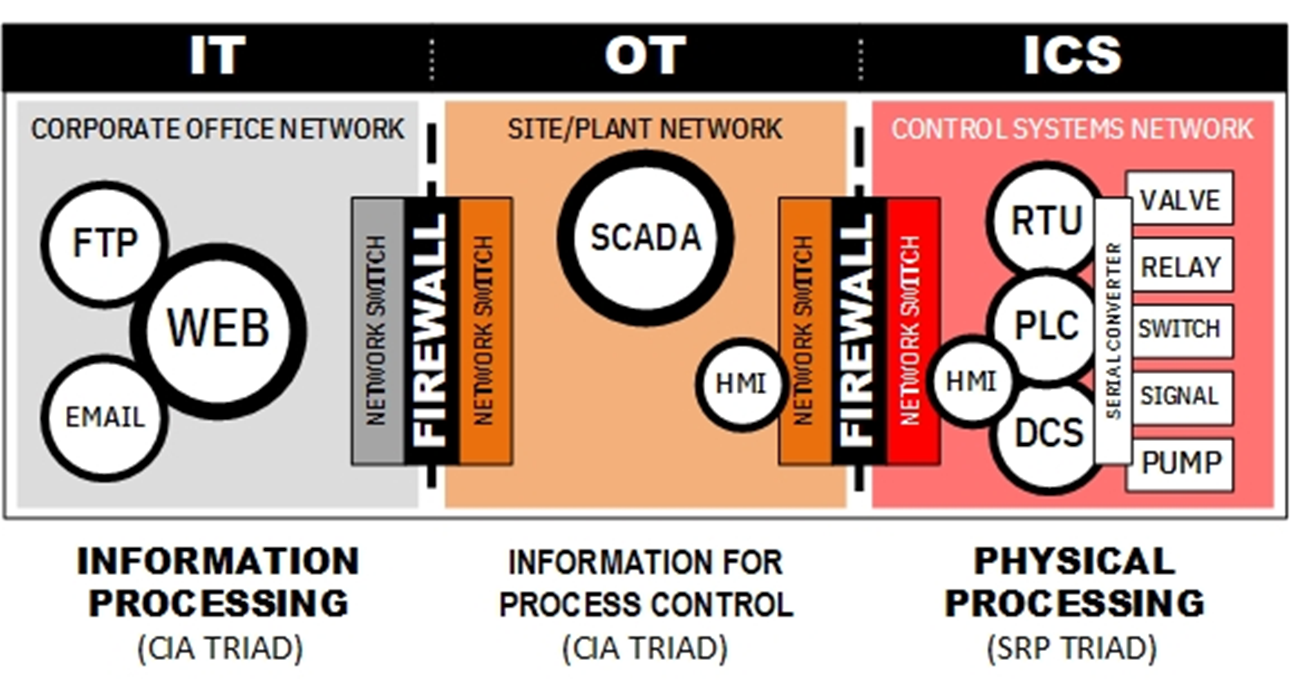 IT
OT
ICS
CORPORATE OFFICE NETWORK
SITE/PLANT NETWORK
CONTROL SYSTEMS NETWORK
FTP
WEB
EMAIL
NETWORK SWITCH
FIREWALL
NETWORK SWITCH
SCADA
HMI
NETWORK SWITCH
FIREWALL
NETWORK SWITCH
HMI
RTU
PLC
DCS
SERIAL CONVERTER
VALVE
RELAY
SWITCH
SIGNAL
PUMP
INFORMATION
PROCESSING
(CIA TRIAD)
INFORMATION FOR
PROCESS CONTROL
(CIA TRIAD)
PHYSICAL
PROCESSING
(SRP TRIAD)